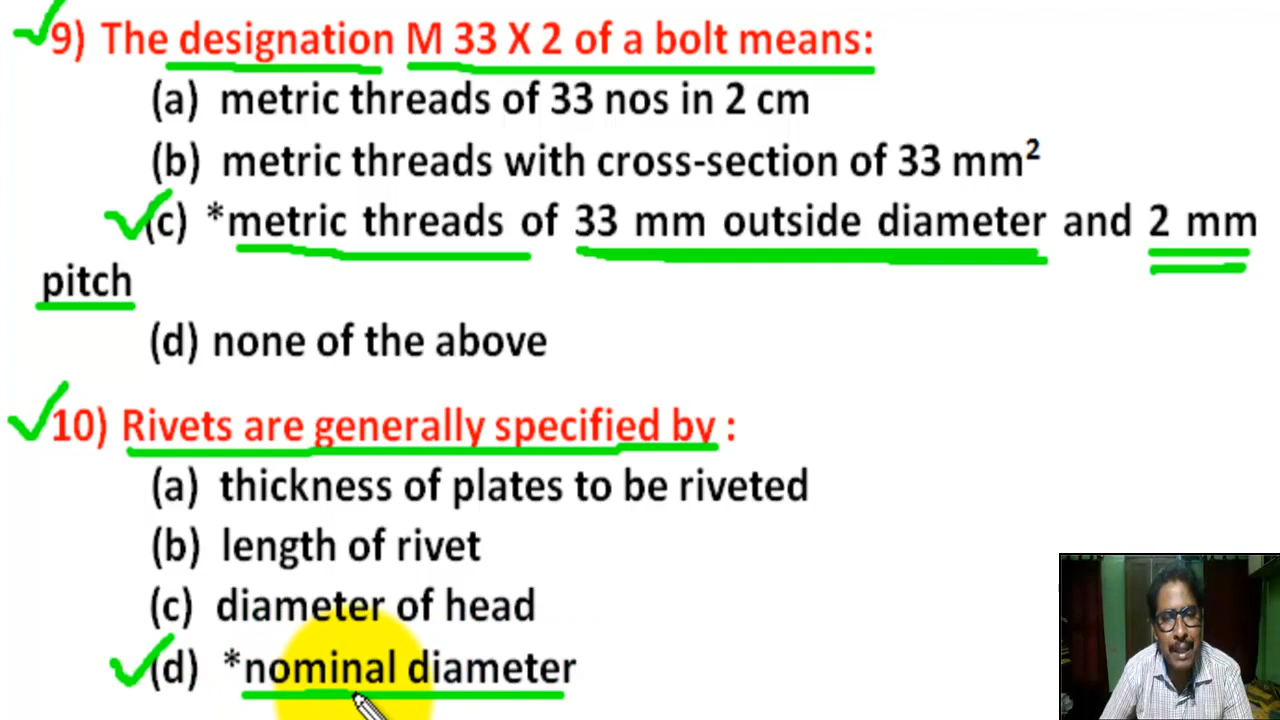 9) The designation M 33 X 2 of a bolt means:
(a) metric threads of 33 nos in 2 cm
(b) metric threads with cross-section of 33 mm²
(c) *metric threads of 33 mm outside diameter and 2 mm
pitch
(d) none of the above
10) Rivets are generally specified by :
(a) thickness of plates to be riveted
(b) length of rivet
(c) diameter of head
(d) *nominal diameter